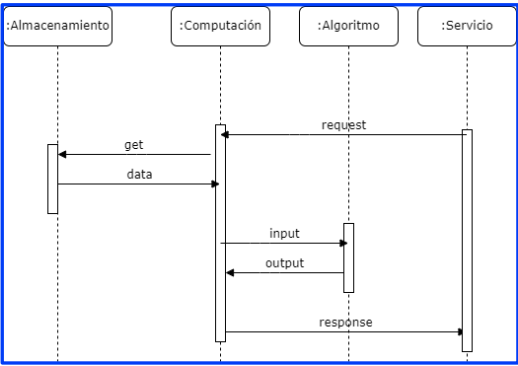 :Almacenamiento
:Computación
:Algoritmo
:Servicio
request
get
data
input
output
response